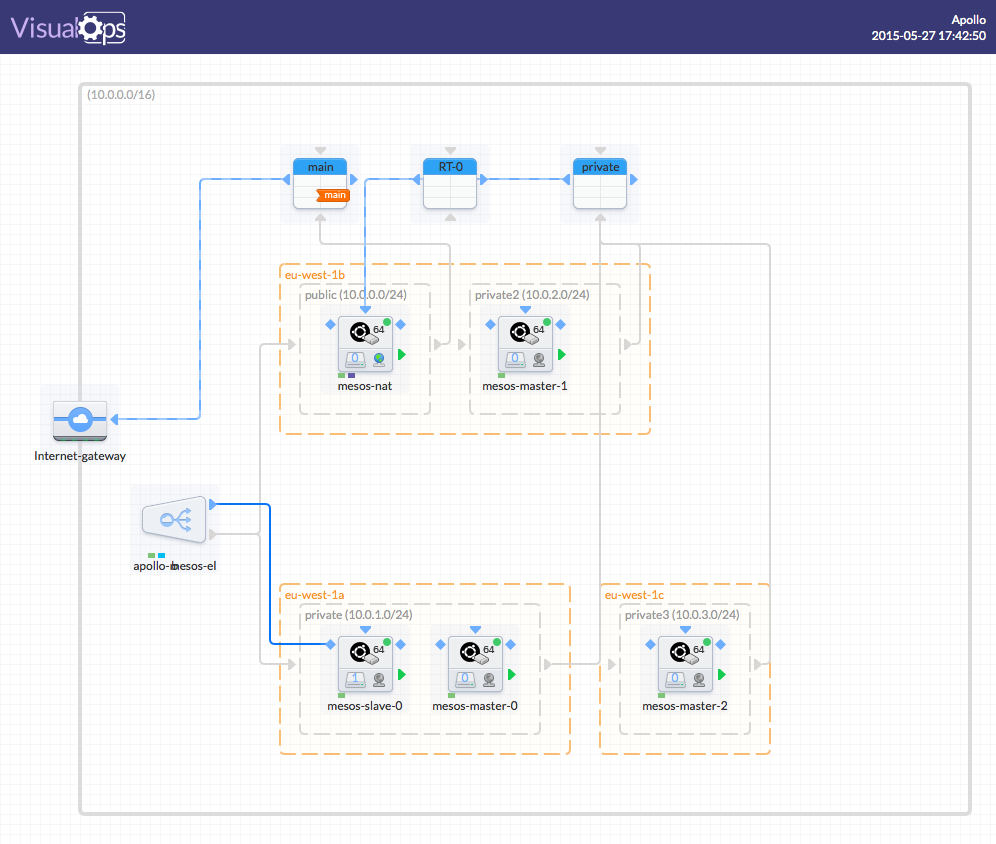 VisualOps
Apollo
2015-05-27 17:42:50
(10.0.0.0/16)
main
main
RT-0
private
eu-west-1b
public (10.0.0.0/24)
private2 (10.0.2.0/24)
64
0
mesos-nat
64
0
mesos-master-1
Internet-gateway
eu-west-1a
private (10.0.1.0/24)
64
1
mesos-slave-0
64
0
mesos-master-0
eu-west-1c
private3 (10.0.3.0/24)
64
0
mesos-master-2